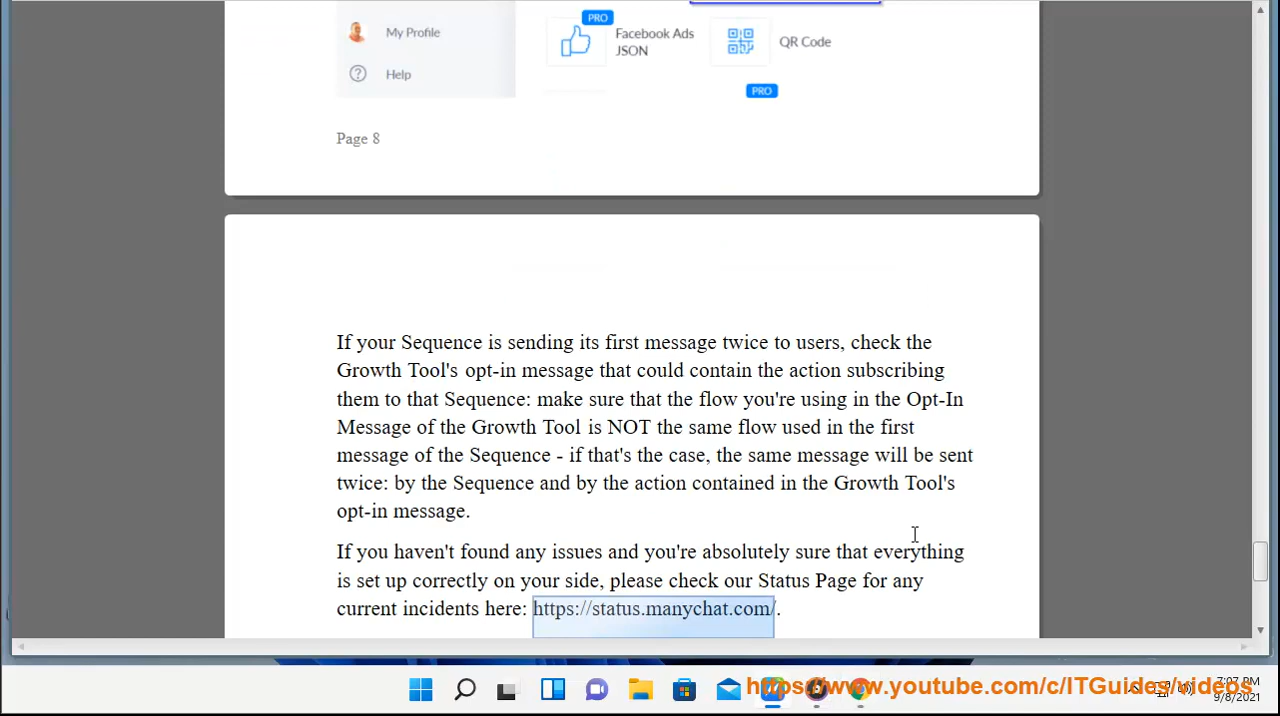 PRO
My Profile
Facebook Ads
JSON
QR Code
Help
PRO
Page 8
If your Sequence is sending its first message twice to users, check the
Growth Tool's opt-in message that could contain the action subscribing
them to that Sequence: make sure that the flow you're using in the Opt-In
Message of the Growth Tool is NOT the same flow used in the first
message of the Sequence - if that's the case, the same message will be sent
twice: by the Sequence and by the action contained in the Growth Tool's
opt-in message.
If you haven't found any issues and you're absolutely sure that everything
is set up correctly on your side, please check our Status Page for any
current incidents here: https://status.manychat.com/.
https://www.youtube.com/c/ITGuides/videos
7:07 PM
9/8/2021